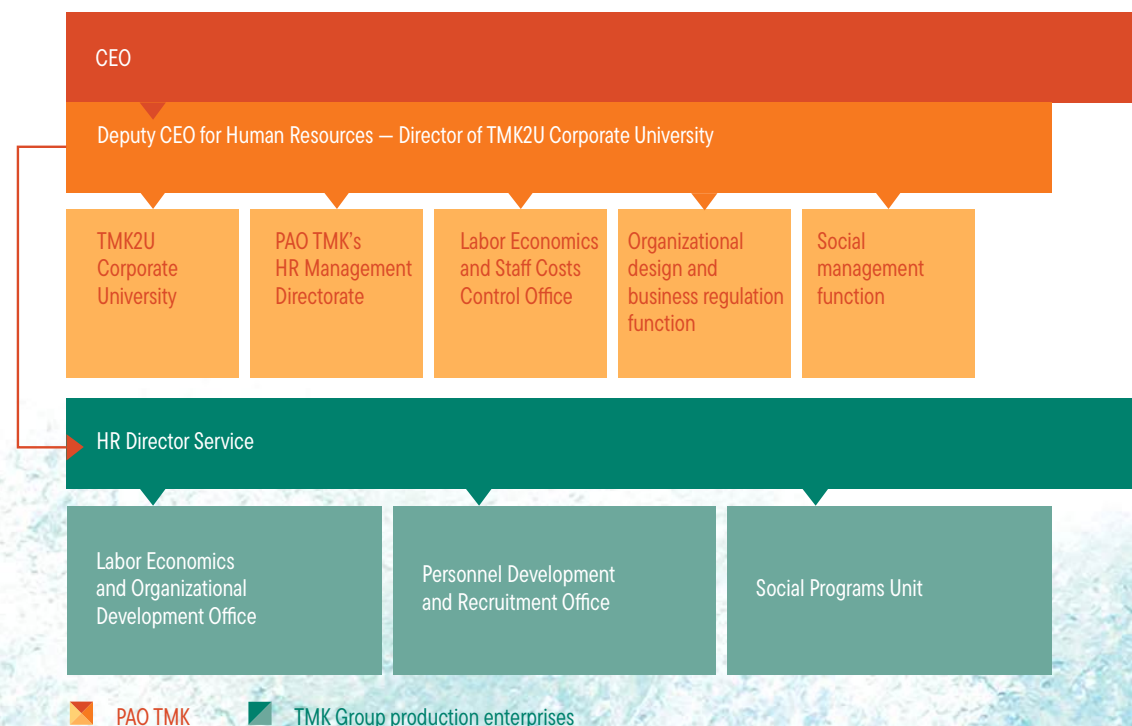 CEO
Deputy CEO for Human Resources — Director of TMK2U Corporate University
TMK2U
Corporate
University
PAO TMK's
HR Management
Directorate
Labor Economics
and Staff Costs
Control Office
Organizational
design and
business regulation
function
Social
management
function
HR Director Service
Labor Economics
and Organizational
Development Office
Personnel Development
and Recruitment Office
Social Programs Unit
PAO TMK
TMK Group production enterprises